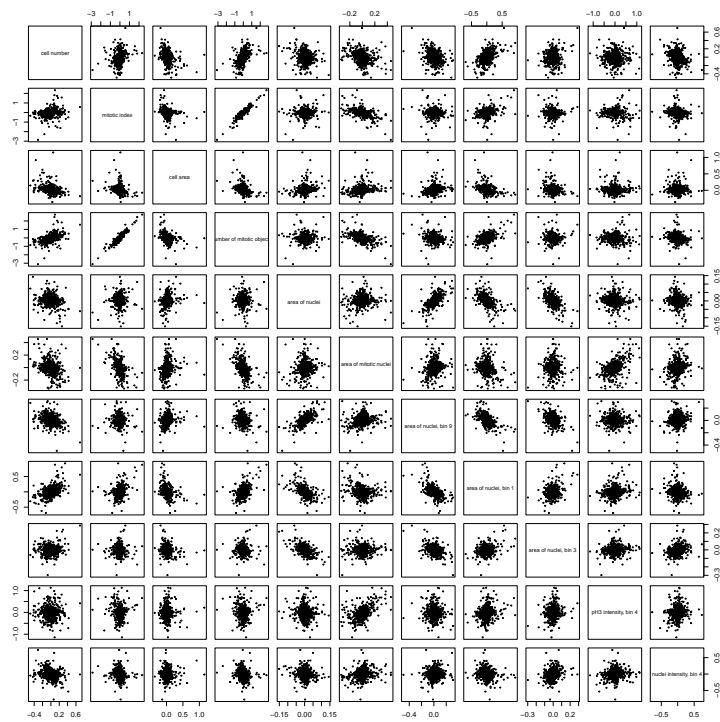 −3 −1 1
−3 −1 1
−0.2 0.2
−0.5 0.5
0.0 0.2
−1.0 0.0 1.0
cell number
−0.4 0.0 0.6
−3 −1 1
mitotic index
cell area
0.0 0.5 1.0
−3 −1 1
umber of mitotic objec
area of nuclei
−0.15 0.00 0.15
−0.2 0.2
area of mitotic nuclei
area of nuclei, bin 9
−0.4 0.0
−0.5 0.5
area of nuclei, bin 1
area of nuclei, bin 3
−0.3 0.0 0.2
−1.0 0.0 1.0
pH3 intensity, bin 4
nuclei intensity, bin 4
−0.5 0.5
−0.4 0.2 0.6
0.0 0.5 1.0
−0.15 0.00 0.15
−0.4 0.0
−0.3 0.0 0.2
−0.5 0.5